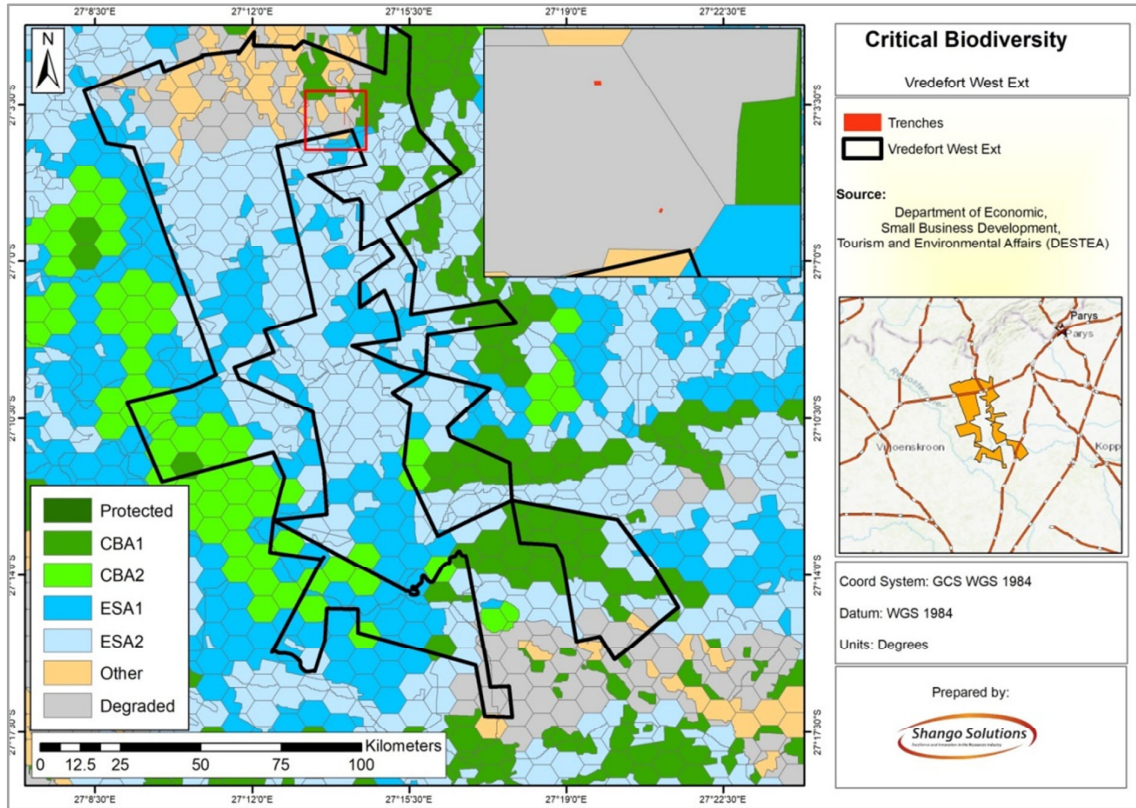 27°8'30"E
27°12'0"E
27°15'30"E
27°19'0"E
27°22'30"E
N
27°3'30"S
27°7'0"S
27°10'30"S
27°14'0"S
27°17'30"S
27°3'30"S
27°7'0"S
27°10'30"S
27°14'0"S
27°17'30"S
Protected
CBA1
CBA2
ESA1
ESA2
Other
Degraded
0 12.5 25 50 75 100
Kilometers
27°8'30"E
27°12'0"E
27°15'30"E
27°19'0"E
27°22'30"E
Critical Biodiversity
Vredefort West Ext
Trenches
Vredefort West Ext
Source:
Department of Economic,
Small Business Development,
Tourism and Environmental Affairs (DESTEA)
Parys
Parys
Viljoenskroon
Kopp
Coord System: GCS WGS 1984
Datum: WGS 1984
Units: Degrees
Prepared by:
Shango Solutions